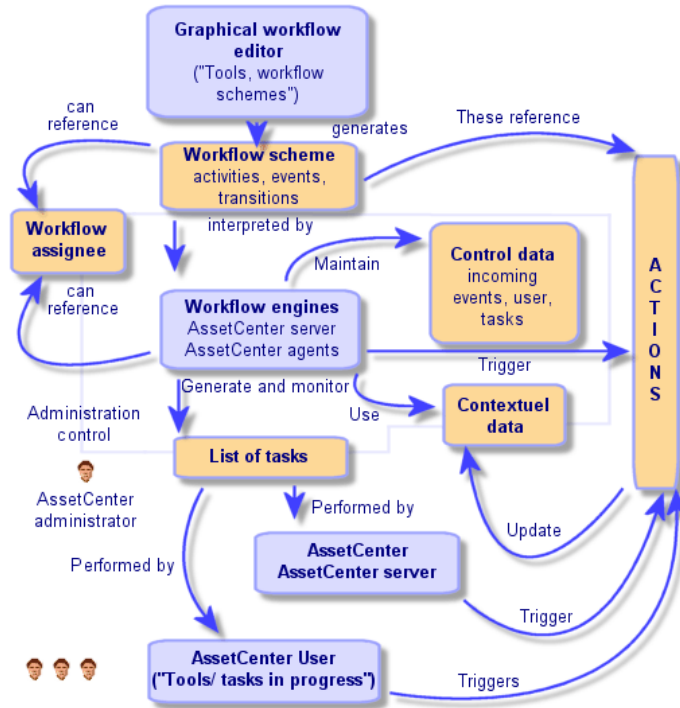 Graphical workflow
editor
("Tools, workflow
schemes")
can
reference
generates
These reference
Workflow scheme
activities, events,
transitions
Workflow
assignee
interpreted by
Maintain
Control data
incoming
events, user,
tasks
ACTIONS
can
reference
Workflow engines
AssetCenter server
AssetCenter agents
Trigger
Generate and monitor
Use
Contextuel
data
Administration
control
List of tasks
AssetCenter
administrator
Performed by
Update
Performed by
AssetCenter
AssetCenter server
Trigger
AssetCenter User
("Tools/ tasks in progress")
Triggers